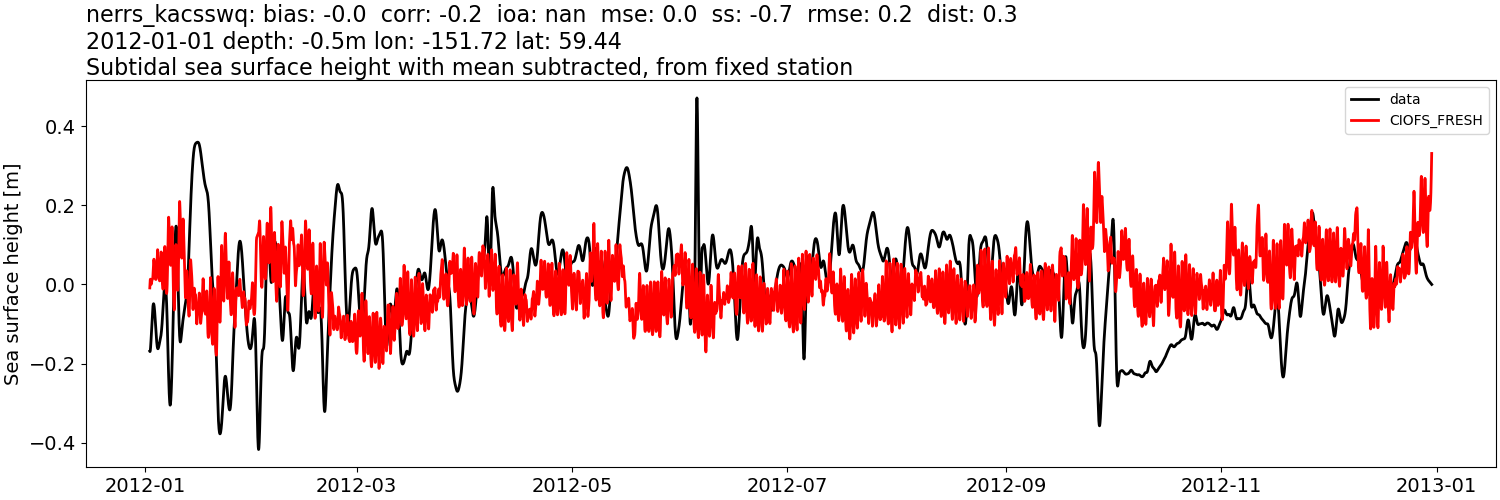 nerrs_kacsswq: bias: -0.0  corr: -0.2  ioa: nan  mse: 0.0  ss: -0.7  rmse: 0.2  dist: 0.3
2012-01-01 depth: -0.5m lon: -151.72 lat: 59.44
Subtidal sea surface height with mean subtracted, from fixed station
data
CIOFS_FRESH
Sea surface height [m]
0.4
0.2
0.0
−0.2
−0.4
2012-01
2012-03
2012-05
2012-07
2012-09
2012-11
2013-01